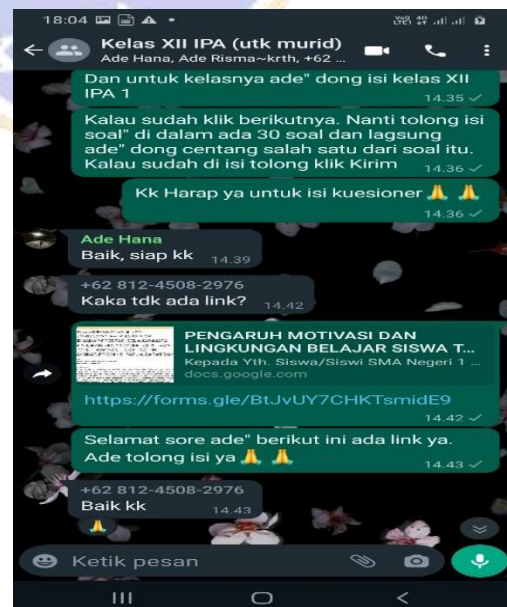 18:04
Kelas XII IPA (utk murid)
Ade Hana, Ade Risma~krth, +62 ...
Dan untuk kelasnya ade" dong isi kelas XII
IPA 1
14.35
Kalau sudah klik berikutnya. Nanti tolong isi
soal" di dalam ada 30 soal dan lagsung
ade" dong centang salah satu dari soal itu.
Kalau sudah di isi tolong klik Kirim
14.36
Kk Harap ya untuk isi kuesioner 🙏 🙏
14.36
Ade Hana
Baik, siap kk 14.39
+62 812-4508-2976
Kaka tdk ada link? 14.42
PENGARUH MOTIVASI DAN
LINGKUNGAN BELAJAR SISWA T...
Kepada Yth. Siswa/Siswi SMA Negeri 1 ...
docs.google.com
https://forms.gle/BtJvUY7CHKTsmidE9
14.42
Selamat sore ade" berikut ini ada link ya.
Ade tolong isi ya 🙏 🙏
14.43
+62 812-4508-2976
Baik kk 14.43
🙏
Ketik pesan